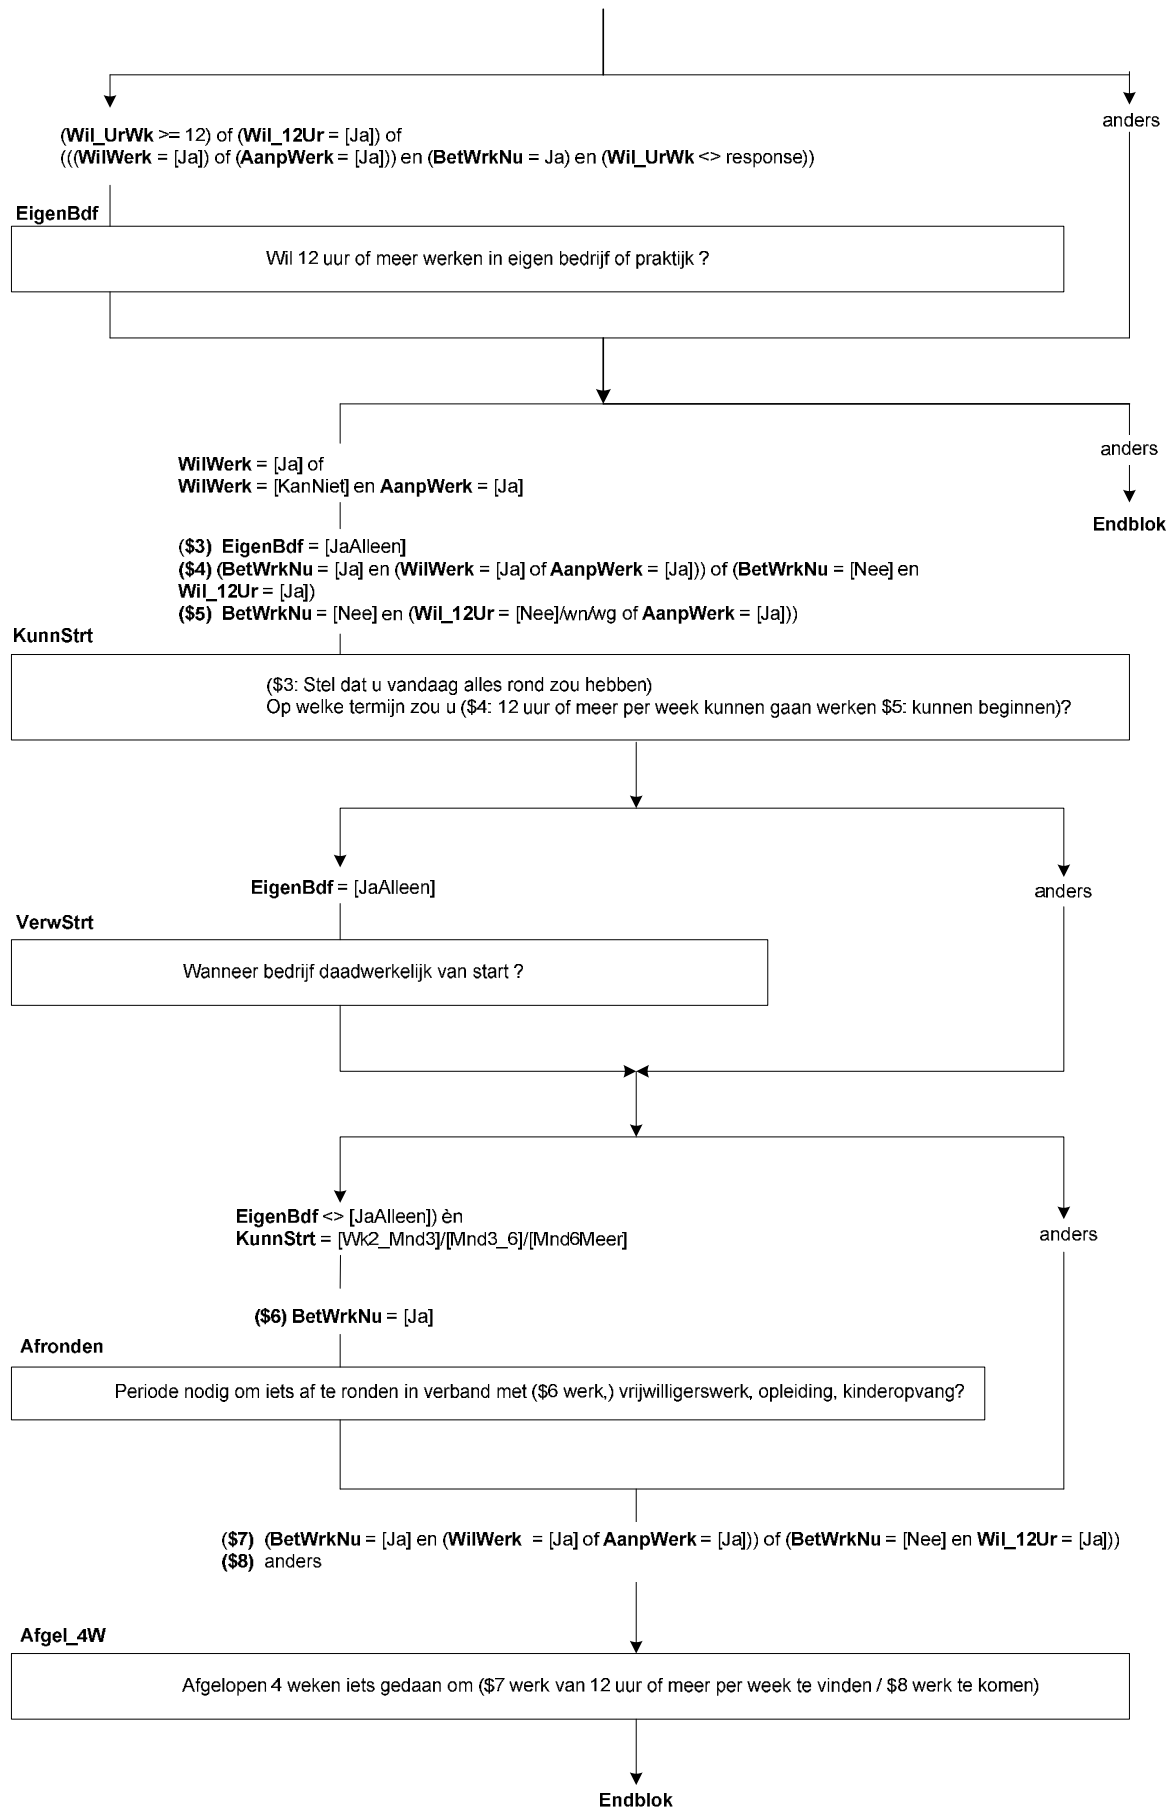 anders
(Wil_UrWk >= 12) of (Wil_12Ur = [Ja]) of
(((WilWerk = [Ja]) of (AanpWerk = [Ja])) en (BetWrkNu = Ja) en (Wil_UrWk <> response))
EigenBdf
Wil 12 uur of meer werken in eigen bedrijf of praktijk ?
anders
Endblok
WilWerk = [Ja] of
WilWerk = [KanNiet] en AanpWerk = [Ja]
($3) EigenBdf = [JaAlleen]
($4) (BetWrkNu = [Ja] en (WilWerk = [Ja] of AanpWerk = [Ja])) of (BetWrkNu = [Nee] en
Wil_12Ur = [Ja])
($5) BetWrkNu = [Nee] en (Wil_12Ur = [Nee]/wn/wg of AanpWerk = [Ja]))
KunnStrt
($3: Stel dat u vandaag alles rond zou hebben)
Op welke termijn zou u ($4: 12 uur of meer per week kunnen gaan werken $5: kunnen beginnen)?
EigenBdf = [JaAlleen]
anders
VerwStrt
Wanneer bedrijf daadwerkelijk van start ?
EigenBdf <> [JaAlleen]) èn
KunnStrt = [Wk2_Mnd3]/[Mnd3_6]/[Mnd6Meer]
anders
($6) BetWrkNu = [Ja]
Afronden
Periode nodig om iets af te ronden in verband met ($6 werk,) vrijwilligerswerk, opleiding, kinderopvang?
($7) (BetWrkNu = [Ja] en (WilWerk = [Ja] of AanpWerk = [Ja])) of (BetWrkNu = [Nee] en Wil_12Ur = [Ja]))
($8) anders
Afgel_4W
Afgelopen 4 weken iets gedaan om ($7 werk van 12 uur of meer per week te vinden / $8 werk te komen)
Endblok